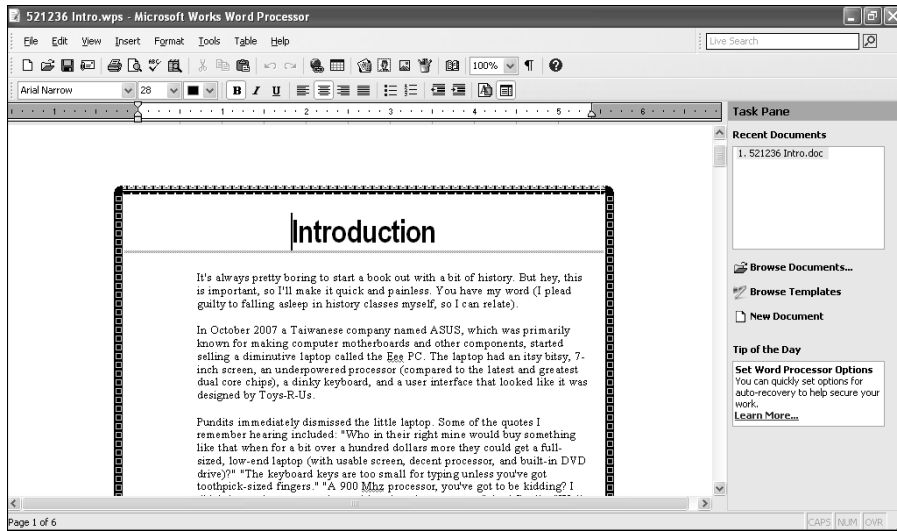 521236 Intro.wps - Microsoft Works Word Processor
File Edit View Insert Format Tools Table Help
Live Search
100%
Arial Narrow 28 B I U
1 1 2 3 4 5 6
Task Pane
Recent Documents
1. 521236 Intro.doc
Browse Documents...
Browse Templates
New Document
Tip of the Day
Set Word Processor Options
You can quickly set options for
auto-recovery to help secure your
work.
Learn More...
Introduction
It's always pretty boring to start a book out with a bit of history. But hey, this
is important, so I'll make it quick and painless. You have my word (I plead
guilty to falling asleep in history classes myself, so I can relate).
In October 2007 a Taiwanese company named ASUS, which was primarily
known for making computer motherboards and other components, started
selling a diminutive laptop called the Eee PC. The laptop had an itsy bitsy, 7-
inch screen, an underpowered processor (compared to the latest and greatest
dual core chips), a dinky keyboard, and a user interface that looked like it was
designed by Toys-R-Us.
Pundits immediately dismissed the little laptop. Some of the quotes I
remember hearing included: "Who in their right mine would buy something
like that when for a bit over a hundred dollars more they could get a full-
sized, low-end laptop (with usable screen, decent processor, and built-in DVD
drive)?" "The keyboard keys are too small for typing unless you've got
toothpick-sized fingers." "A 900 Mhz processor, you've got to be kidding? I
Page 1 of 6
CAPS NUM OVR